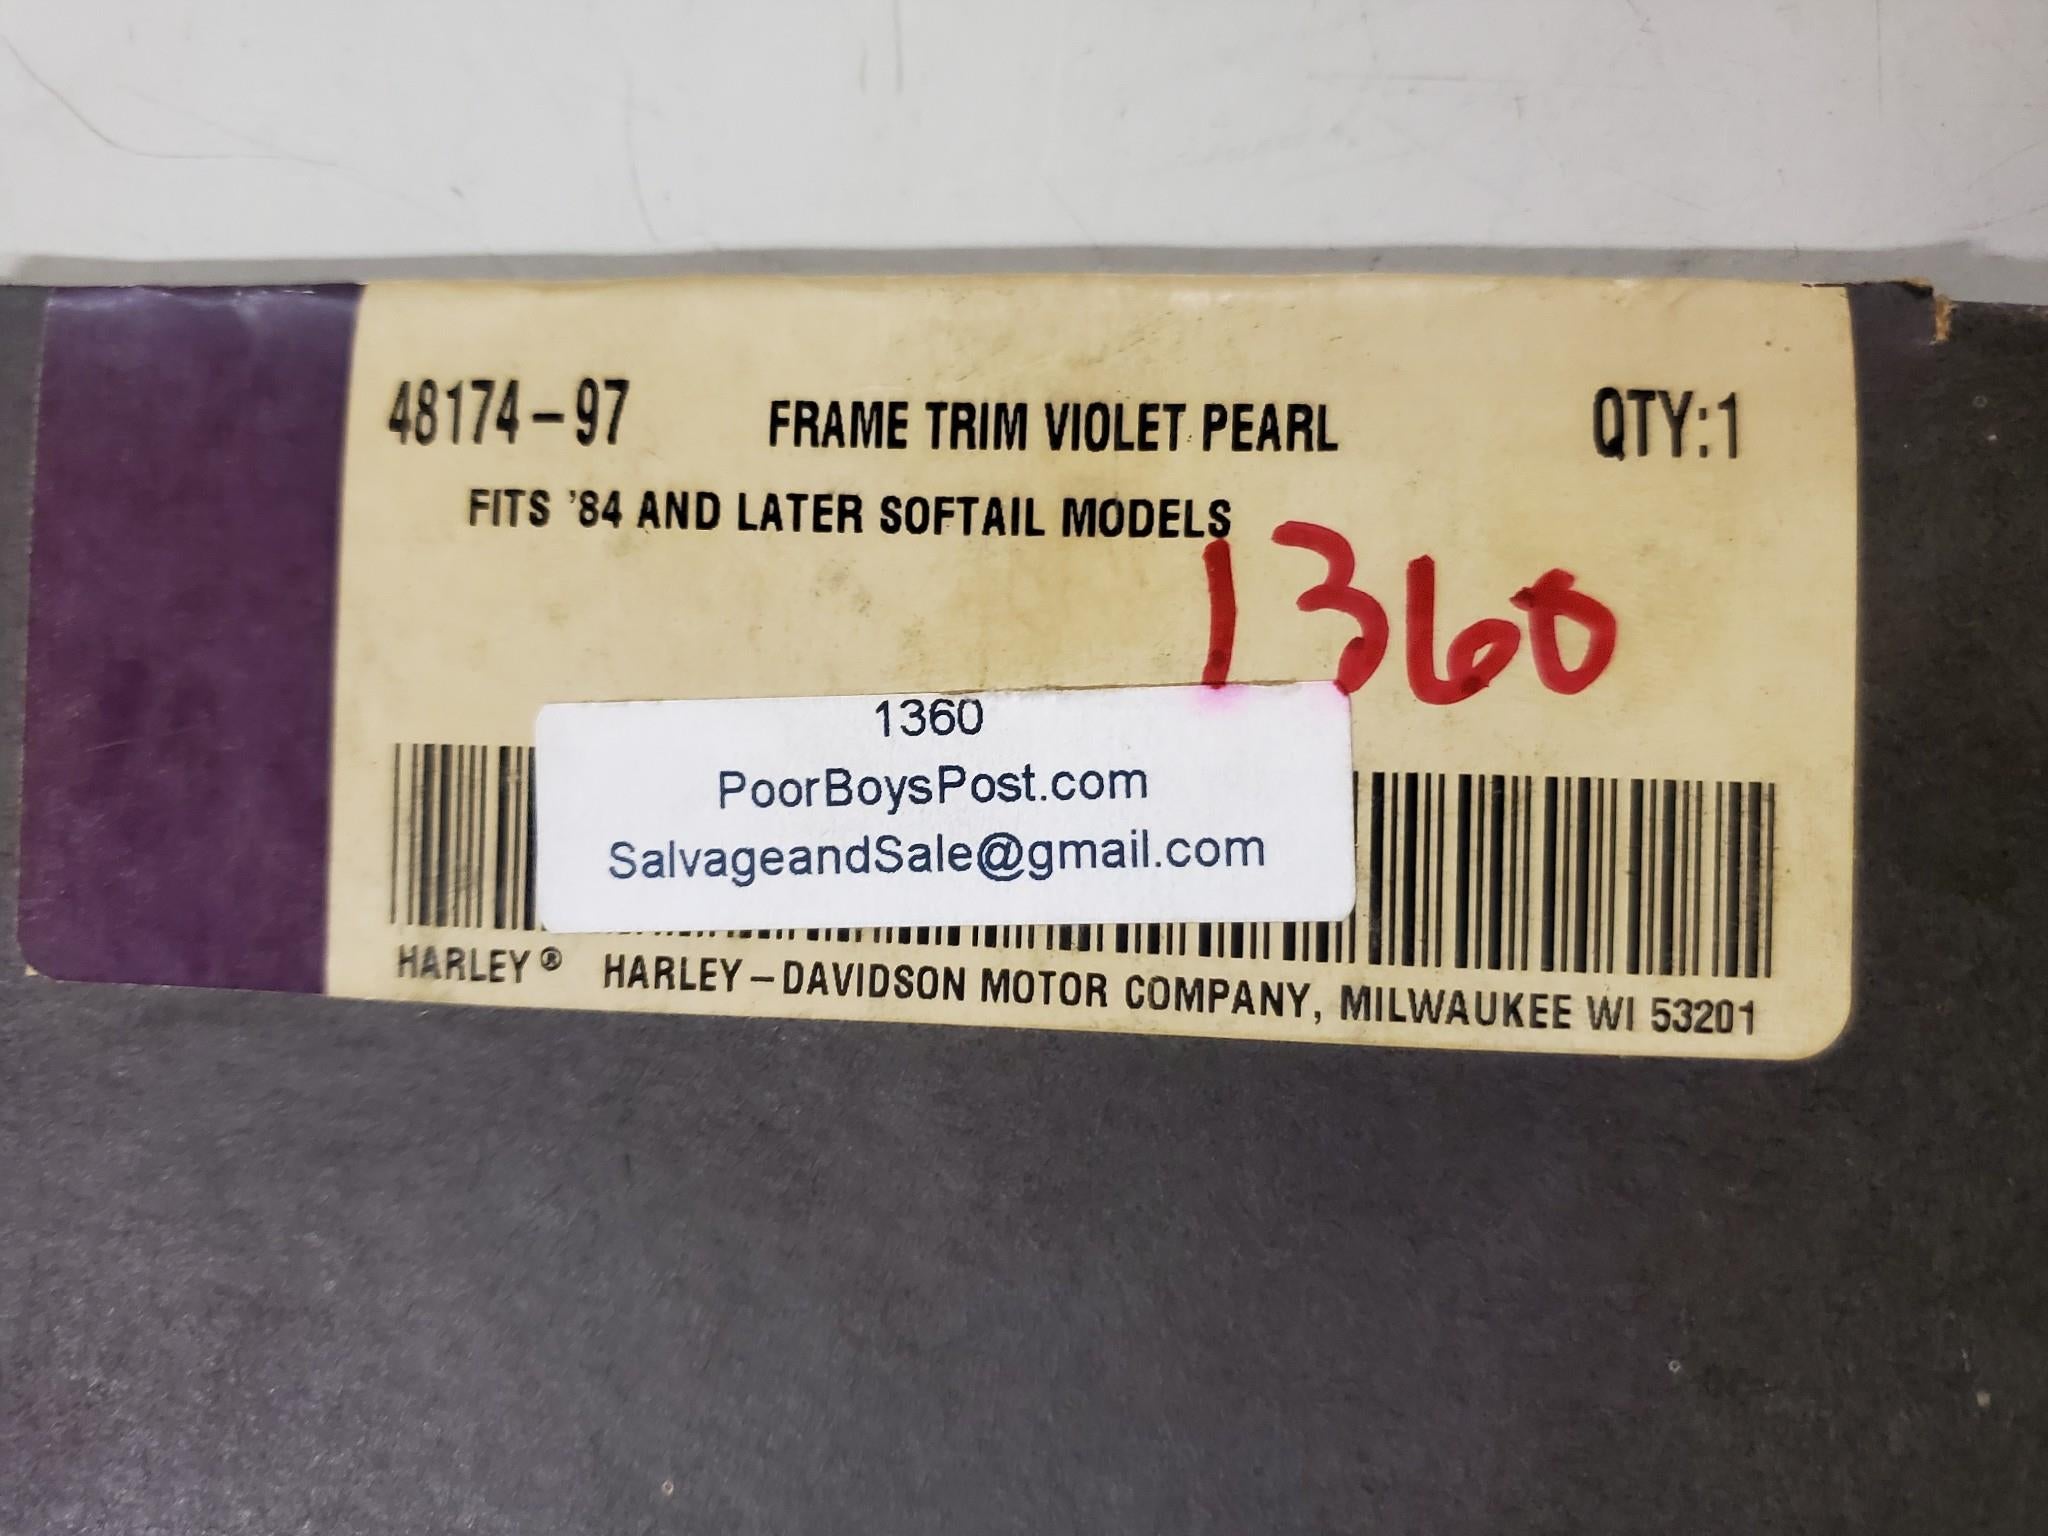 48174-97 FRAME TRIM VIOLET PEARL QTY:1
FITS '84 AND LATER SOFTAIL MODELS
1360
1360
PoorBoysPost.com
SalvageandSale@gmail.com
HARLEY® HARLEY-DAVIDSON MOTOR COMPANY, MILWAUKEE WI 53201